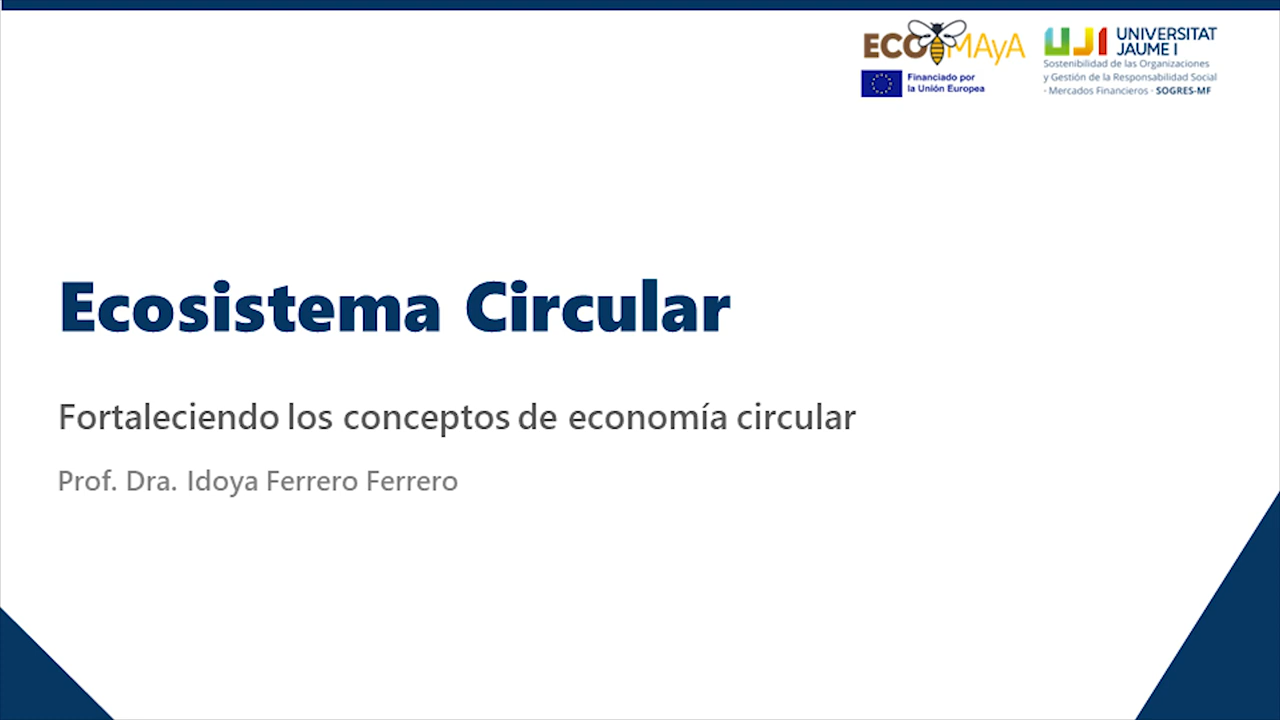 ECOMAyA
Financiado por
la Unión Europea
UJI UNIVERSITAT
JAUME I
Sostenibilidad de las Organizaciones
y Gestión de la Responsabilidad Social
· Mercados Financieros · SOGRES-MF
Ecosistema Circular
Fortaleciendo los conceptos de economía circular
Prof. Dra. Idoya Ferrero Ferrero